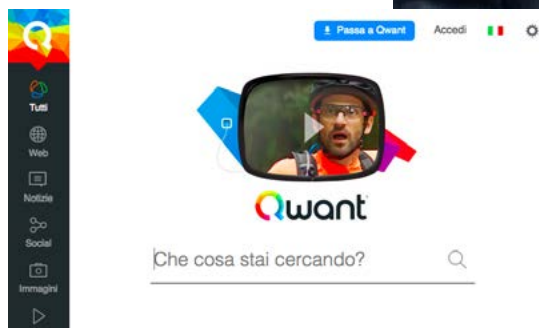 Passa a Qwant
Accedi
Tutti
Web
Notizie
Social
Immagini
Qwant
Che cosa stai cercando?